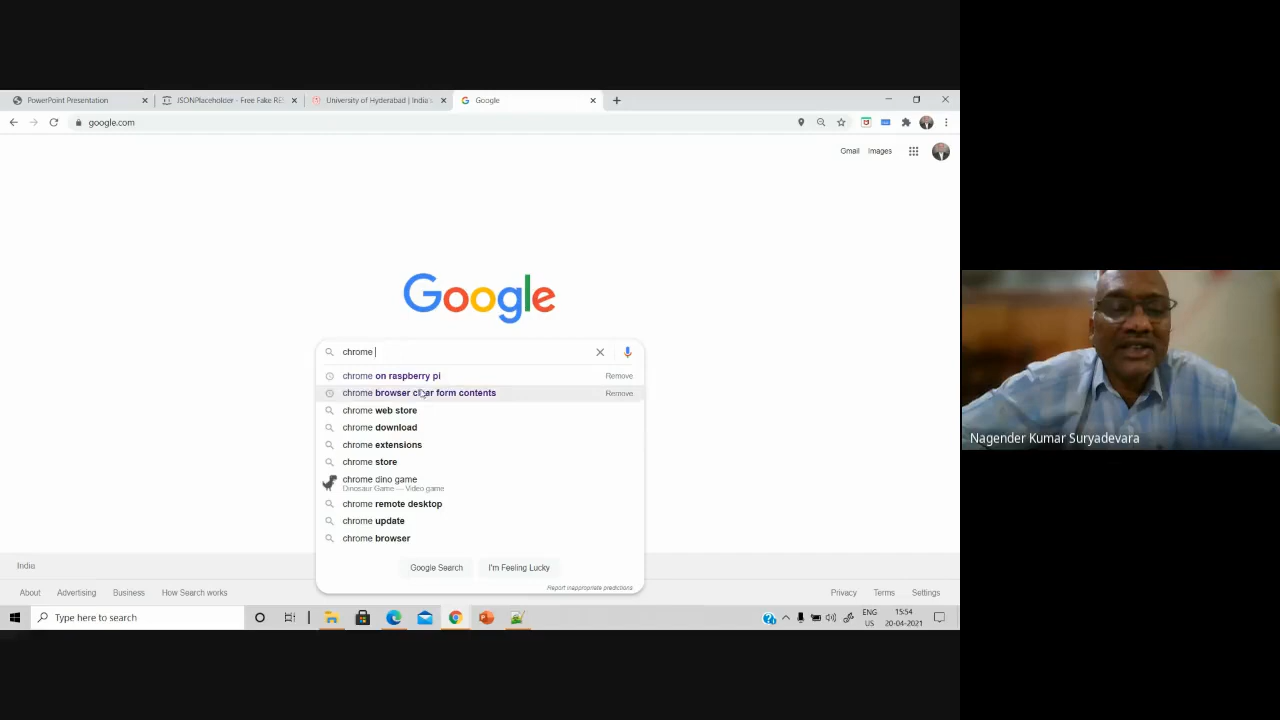 PowerPoint Presentation
JSONPlaceholder - Free Fake RES
University of Hyderabad | India's
Google
google.com
Gmail
Images
Google
chrome
chrome on raspberry pi
Remove
chrome browser clear form contents
Remove
chrome web store
chrome download
chrome extensions
chrome store
chrome dino game
Dinosaur Game — Video game
chrome remote desktop
chrome update
chrome browser
Google Search
I'm Feeling Lucky
Report inappropriate predictions
India
About
Advertising
Business
How Search works
Privacy
Terms
Settings
Type here to search
ENG
US
15:54
20-04-2021
Nagender Kumar Suryadevara